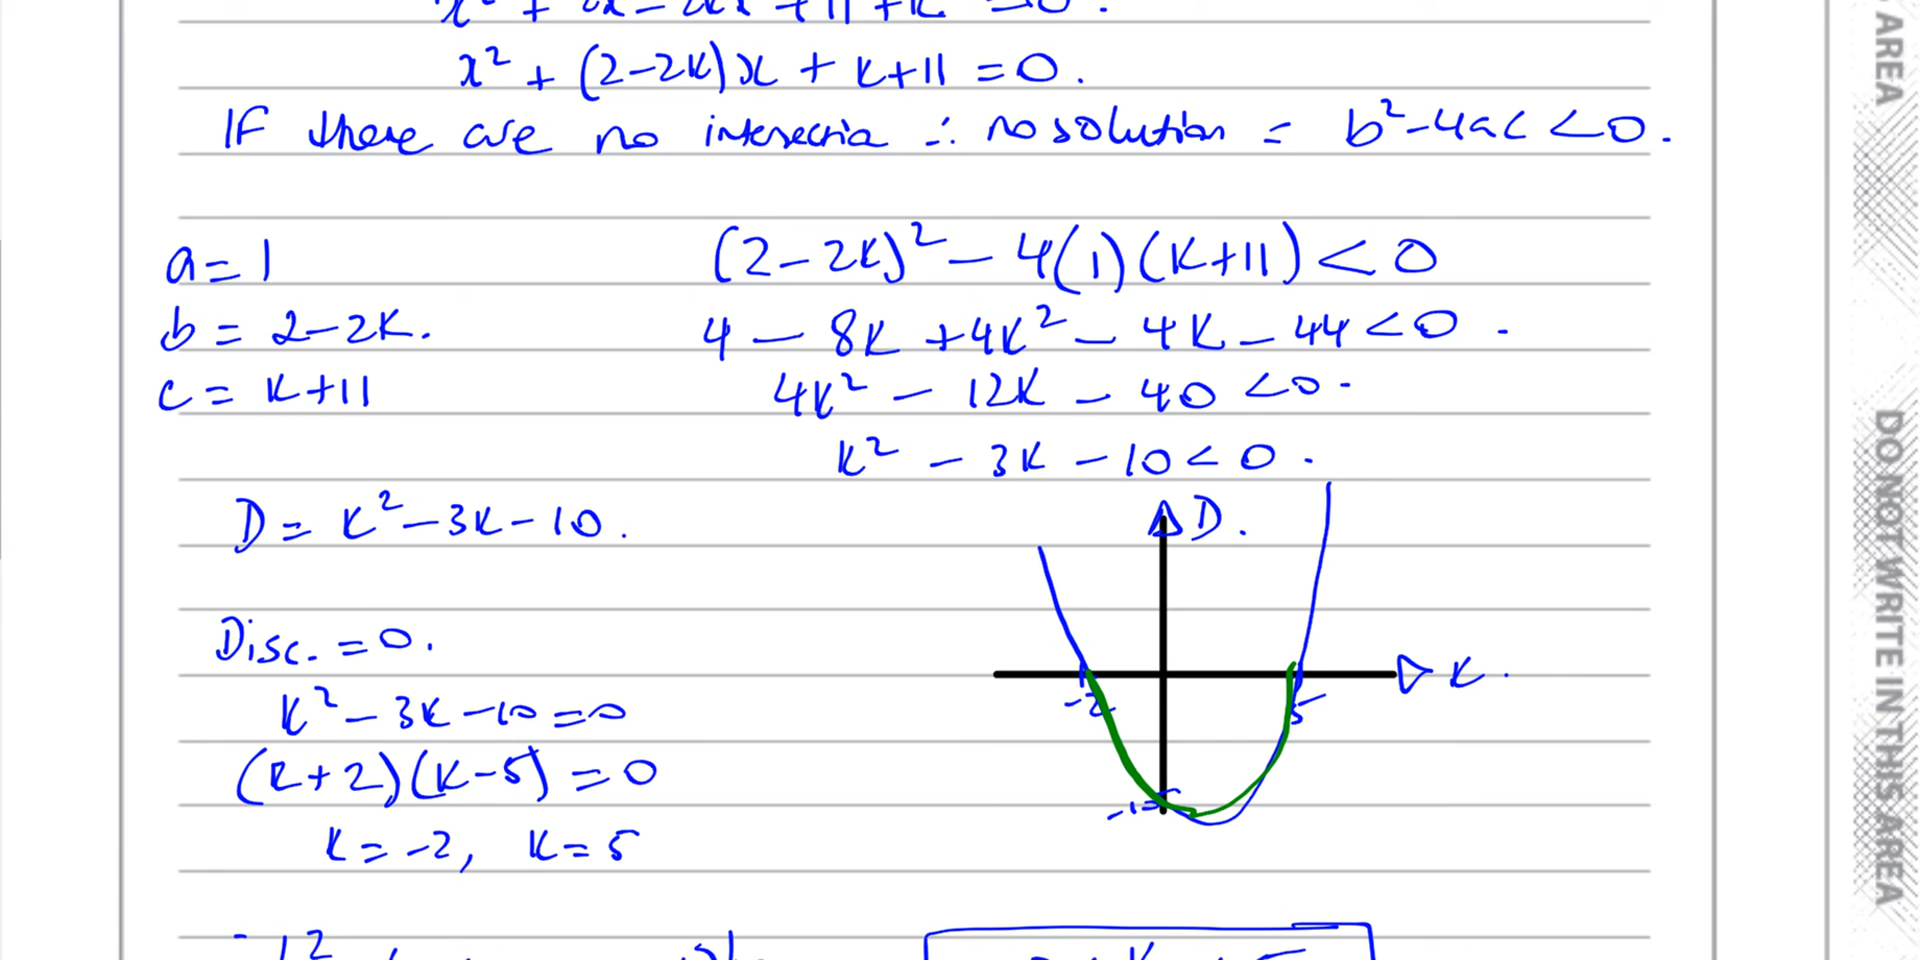 x² + (2-2k)x + k+11 = 0.
If there are no intersection ∴ no solution = b²-4ac < 0.
a = 1
(2-2k)² - 4(1)(k+11) < 0
b = 2-2k.
4 - 8k + 4k² - 4k - 44 < 0.
c = k+11
4k² - 12k - 40 < 0.
k² - 3k - 10 < 0.
D = k² - 3k - 10.
D.
Disc. = 0.
k.
-2
5
k² - 3k - 10 = 0
(k+2)(k-5) = 0
-10
k = -2, k = 5
AREA
DO NOT WRITE IN THIS AREA